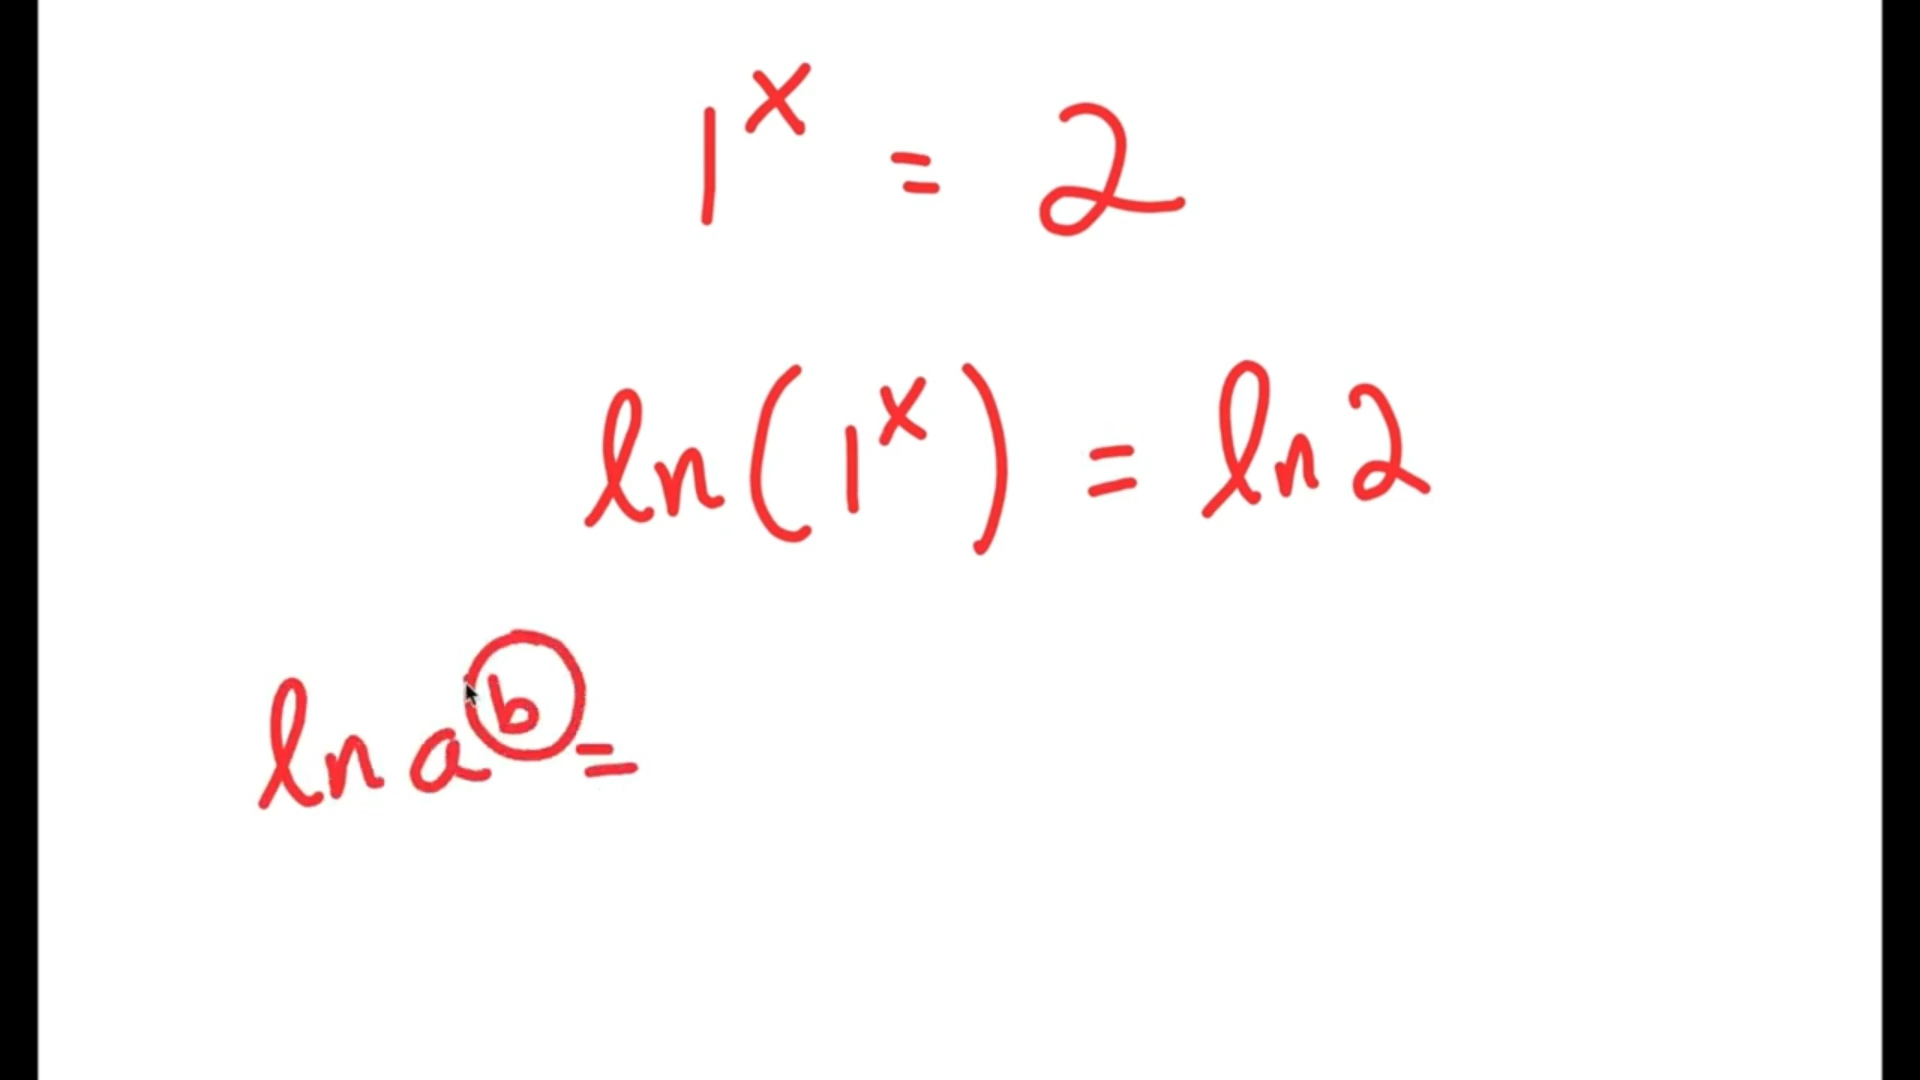 1^x = 2
ln(1^x) = ln 2
ln a^b =